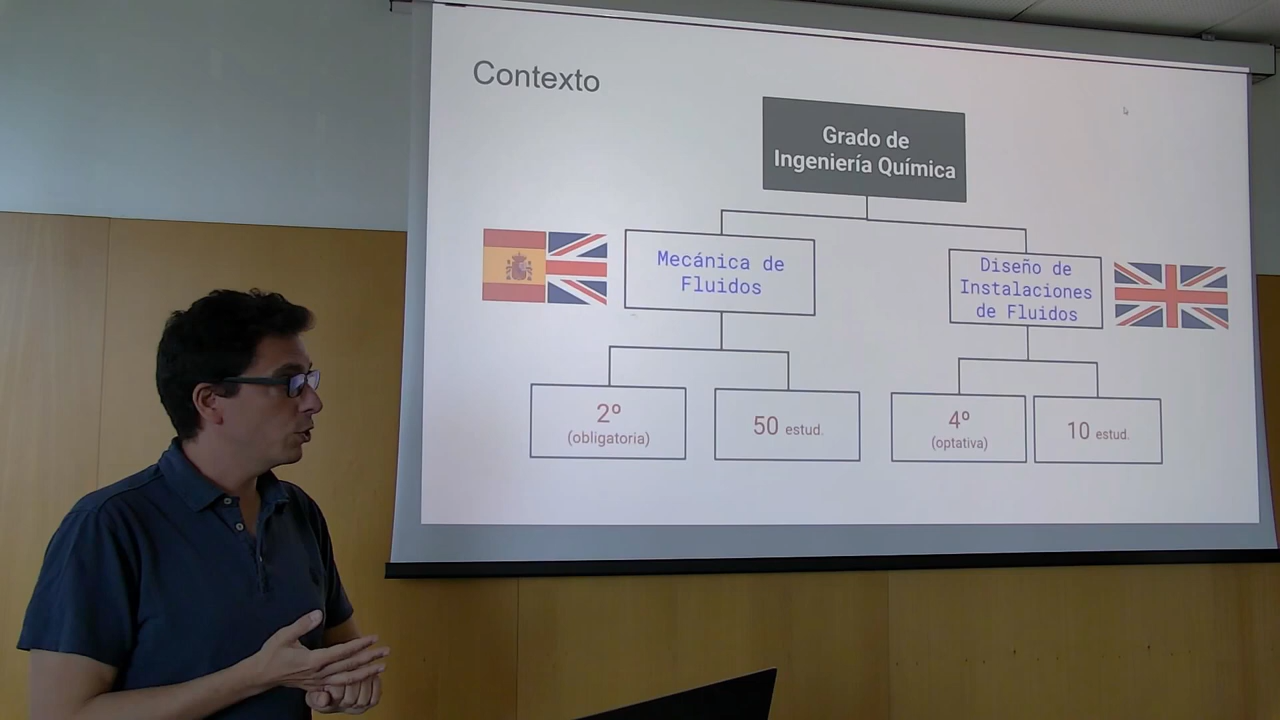 Contexto
Grado de
Ingeniería Química
Mecánica de
Fluidos
Diseño de
Instalaciones
de Fluidos
2º
(obligatoria)
50 estud.
4º
(optativa)
10 estud.